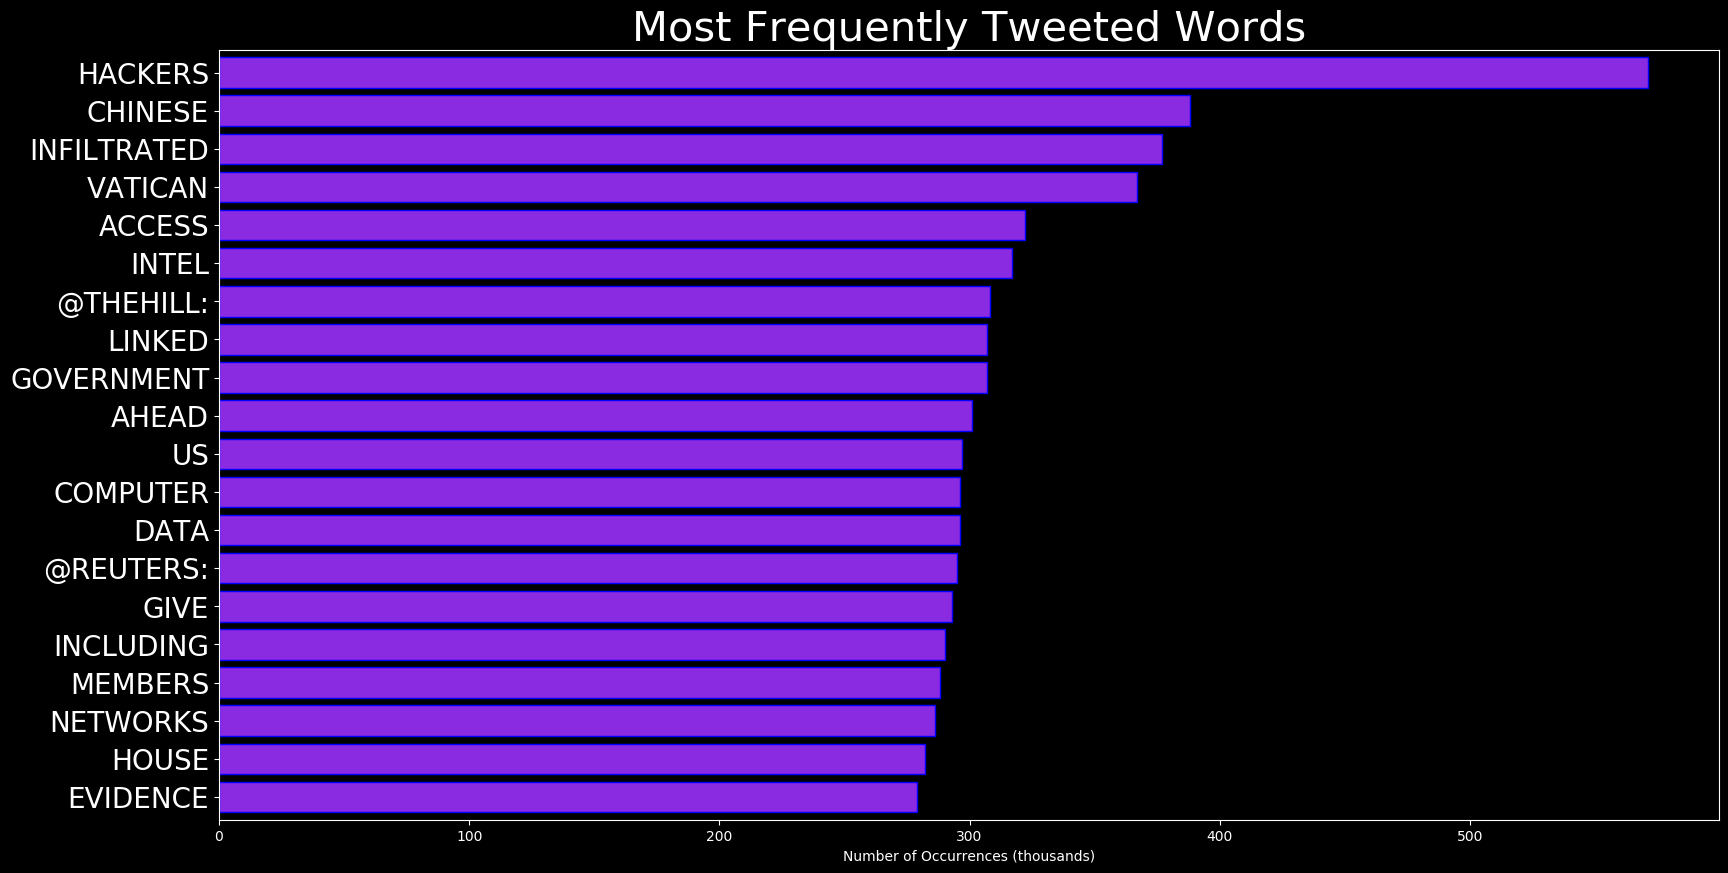 Most Frequently Tweeted Words
HACKERS
CHINESE
INFILTRATED
VATICAN
ACCESS
INTEL
@THEHILL:
LINKED
GOVERNMENT
AHEAD
US
COMPUTER
DATA
@REUTERS:
GIVE
INCLUDING
MEMBERS
NETWORKS
HOUSE
EVIDENCE
0 100 200 300 400 500
Number of Occurrences (thousands)